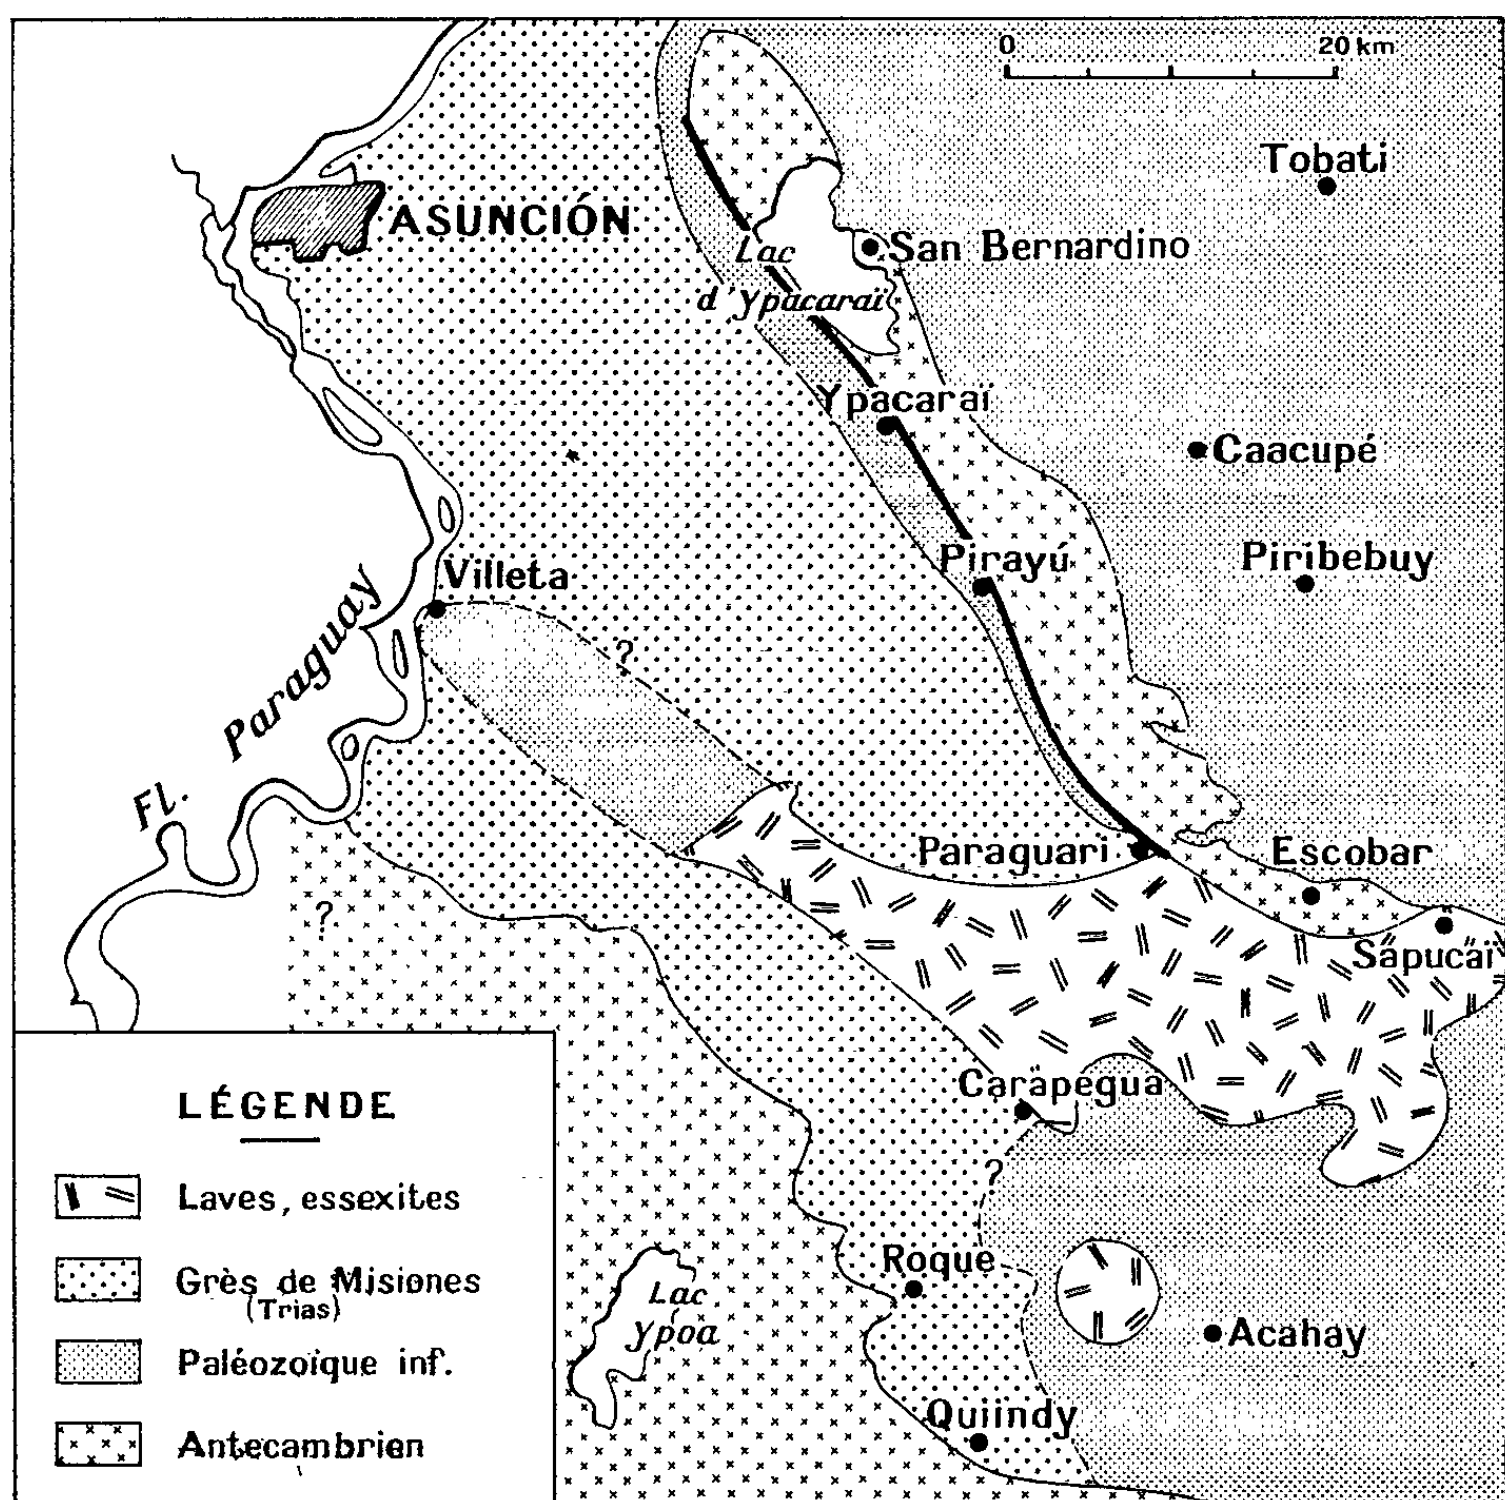 0 20 km
Tobati
ASUNCIÓN
San Bernardino
Lac
d'Ypacaraï
Ypacaraï
Caacupé
Pirayú
Piribebuy
Villeta
?
Fl. Paraguay
Paraguari
Escobar
Sapucaï
?
Carapegua
?
Roque
Lac
Ypoa
Acahay
Quiindy
LÉGENDE
Laves, essexites
Grès de Misiones
(Trias)
Paléozoique inf.
Antecambrien